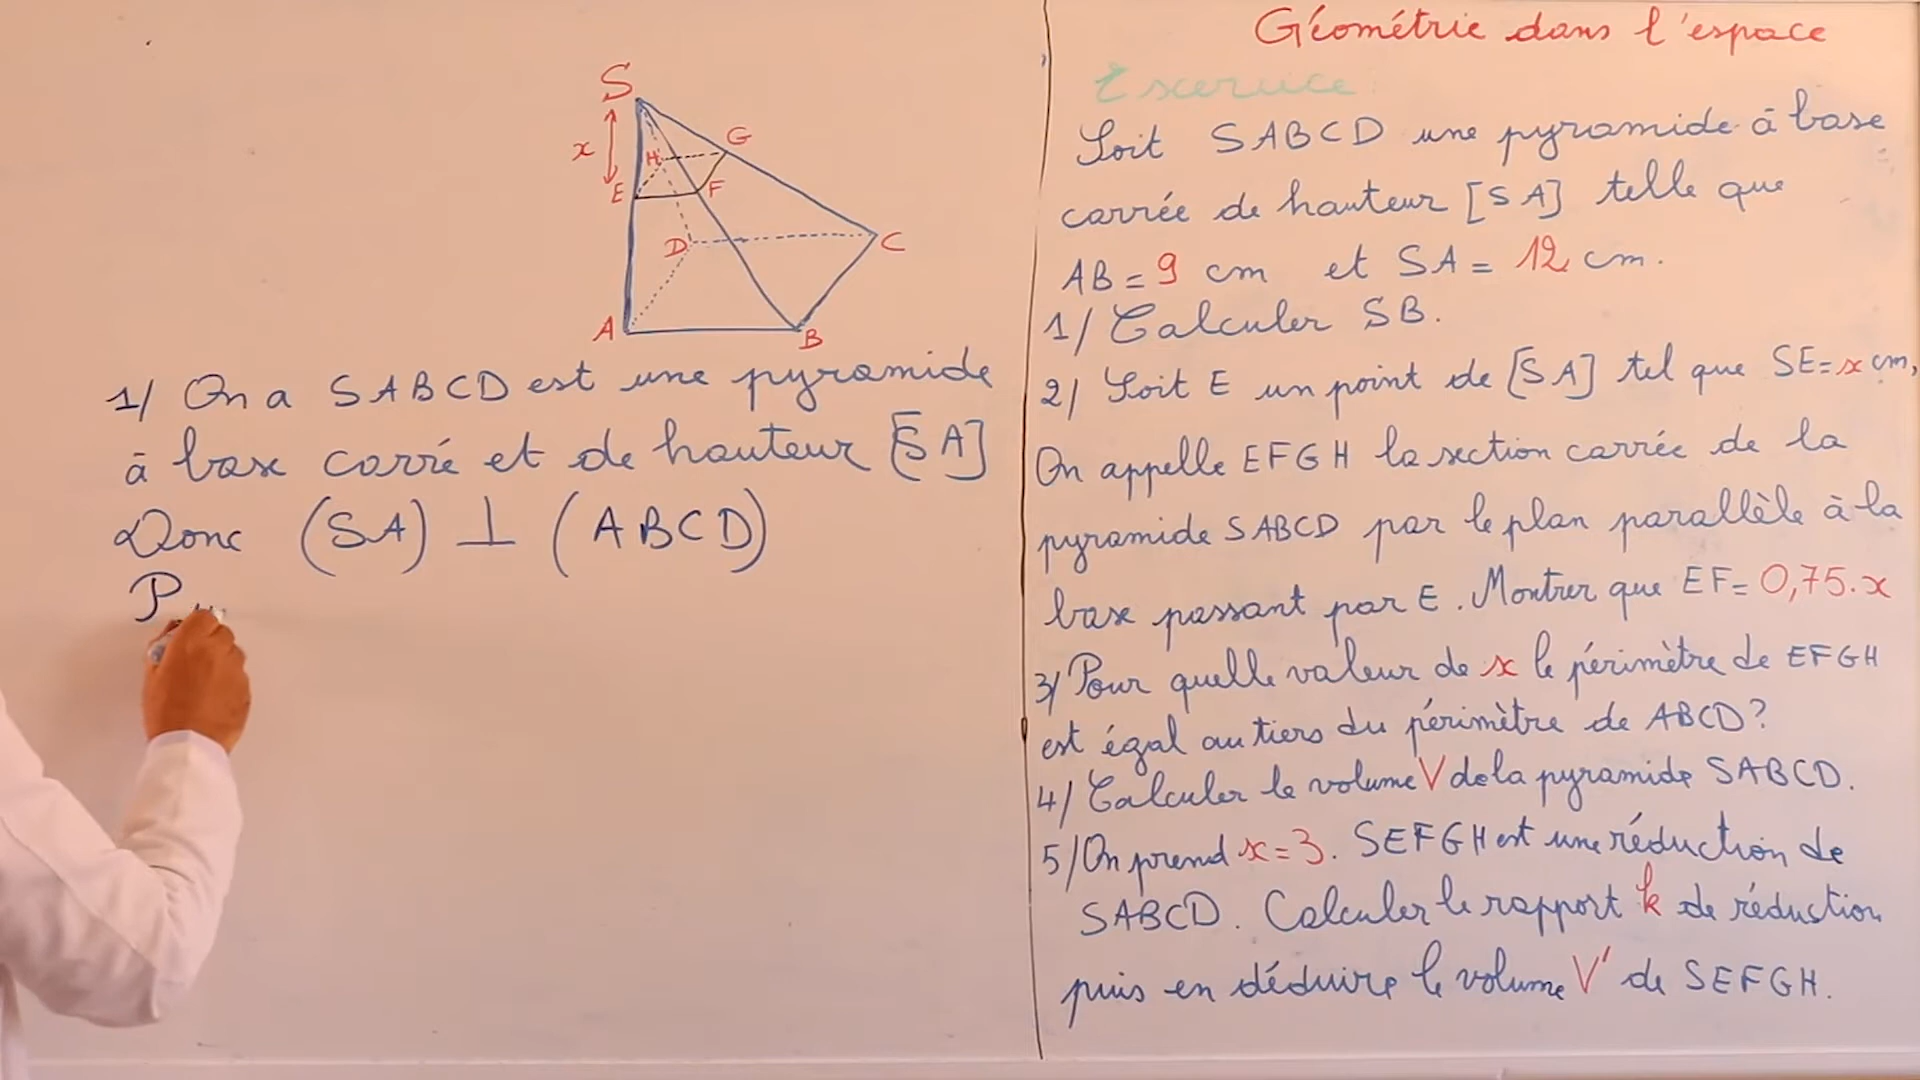 S
x
G
H
E
F
D
C
A
B
1/ On a SABCD est une pyramide
à base carré et de hauteur [SA]
Donc (SA) ⊥ (ABCD)
P
Géométrie dans l'espace
Exercice
Soit SABCD une pyramide à base
carrée de hauteur [SA] telle que
AB = 9 cm et SA = 12 cm.
1/ Calculer SB.
2/ Soit E un point de [SA] tel que SE=x cm,
On appelle EFGH la section carrée de la
pyramide SABCD par le plan parallèle à la
base passant par E. Montrer que EF= 0,75.x
3/ Pour quelle valeur de x le périmètre de EFGH
est égal au tiers du périmètre de ABCD?
4/ Calculer le volume V de la pyramide SABCD.
5/ On prend x=3. SEFGH est une réduction de
SABCD. Calculer le rapport k de réduction
puis en déduire le volume V' de SEFGH.